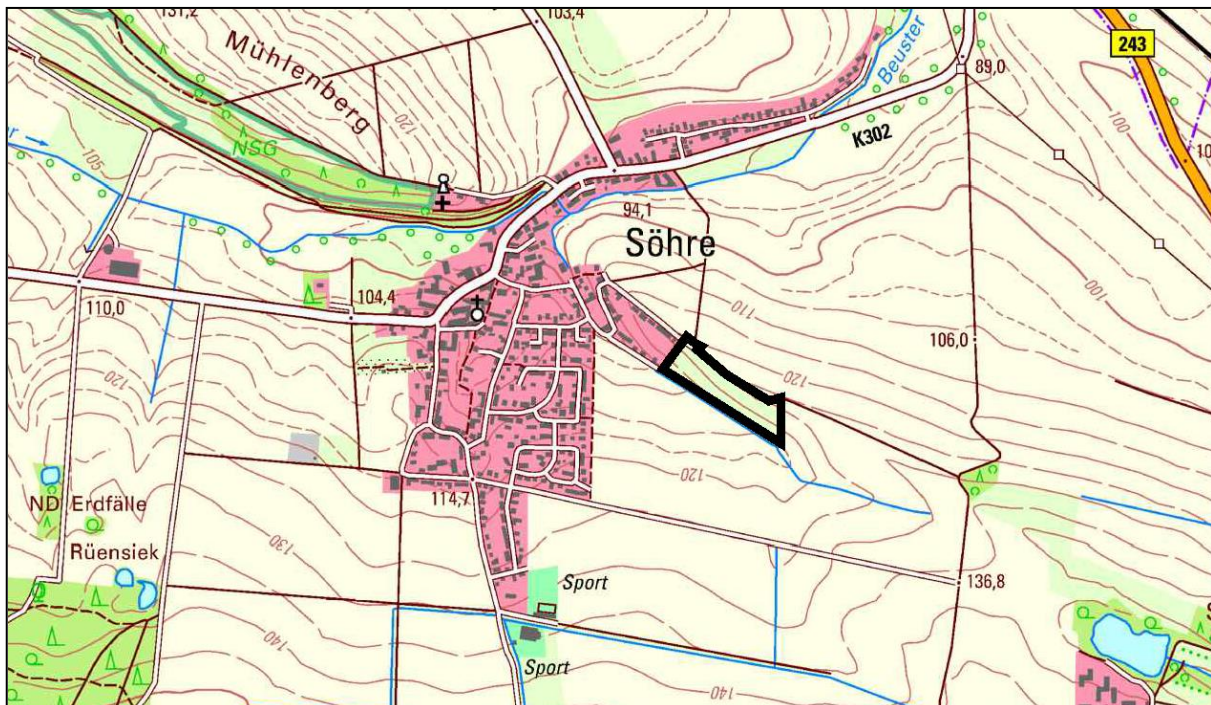 131,2
103,4
Mühlenberg
120
Beuster
89,0
243
100
NSG
K302
105
94,1
Söhre
110
100
110,0
104,4
106,0
120
120
120
114,7
ND Erdfälle
Rüensiek
130
136,8
Sport
140
Sport
140